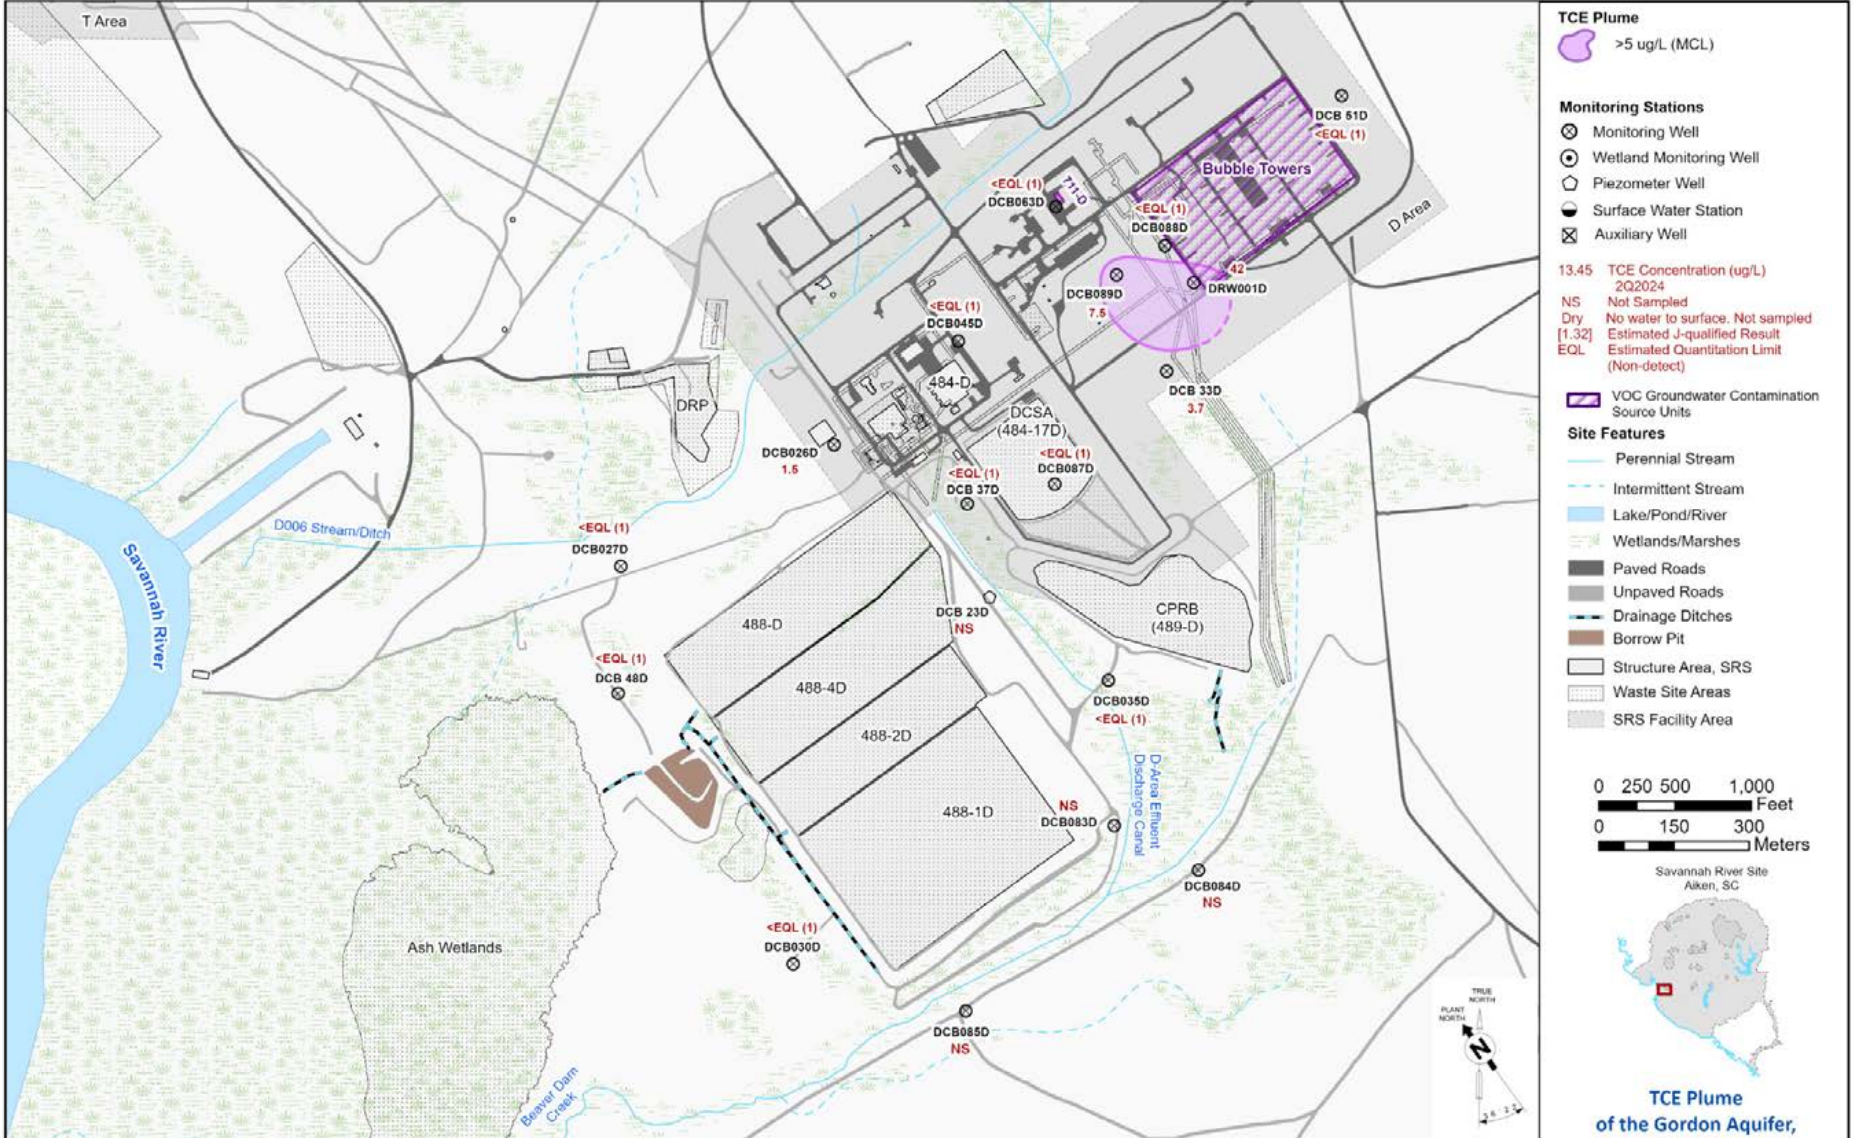 T Area
DCB 51D
<EQL (1)
Bubble Towers
711-D
<EQL (1)
DCB063D
<EQL (1)
DCB088D
D Area
42
DRW001D
DCB089D
7.5
<EQL (1)
DCB045D
484-D
DRP
DCB 33D
3.7
DCSA
(484-17D)
DCB026D
1.5
<EQL (1)
DCB087D
<EQL (1)
DCB 37D
D006 Stream/Ditch
<EQL (1)
DCB027D
Savannah River
DCB 23D
NS
CPRB
(489-D)
488-D
<EQL (1)
DCB 48D
488-4D
DCB035D
<EQL (1)
488-2D
D-Area Effluent
Discharge Canal
488-1D
NS
DCB083D
DCB084D
NS
Ash Wetlands
<EQL (1)
DCB030D
DCB085D
NS
Beaver Dam
Creek
TRUE
NORTH
PLANT
NORTH
N
TCE Plume
>5 ug/L (MCL)
Monitoring Stations
Monitoring Well
Wetland Monitoring Well
Piezometer Well
Surface Water Station
Auxiliary Well
13.45 TCE Concentration (ug/L)
2Q2024
NS Not Sampled
Dry No water to surface. Not sampled
[1.32] Estimated J-qualified Result
EQL Estimated Quantitation Limit
(Non-detect)
VOC Groundwater Contamination
Source Units
Site Features
Perennial Stream
Intermittent Stream
Lake/Pond/River
Wetlands/Marshes
Paved Roads
Unpaved Roads
Drainage Ditches
Borrow Pit
Structure Area, SRS
Waste Site Areas
SRS Facility Area
0 250 500 1,000
Feet
0 150 300
Meters
Savannah River Site
Aiken, SC
TCE Plume
of the Gordon Aquifer,